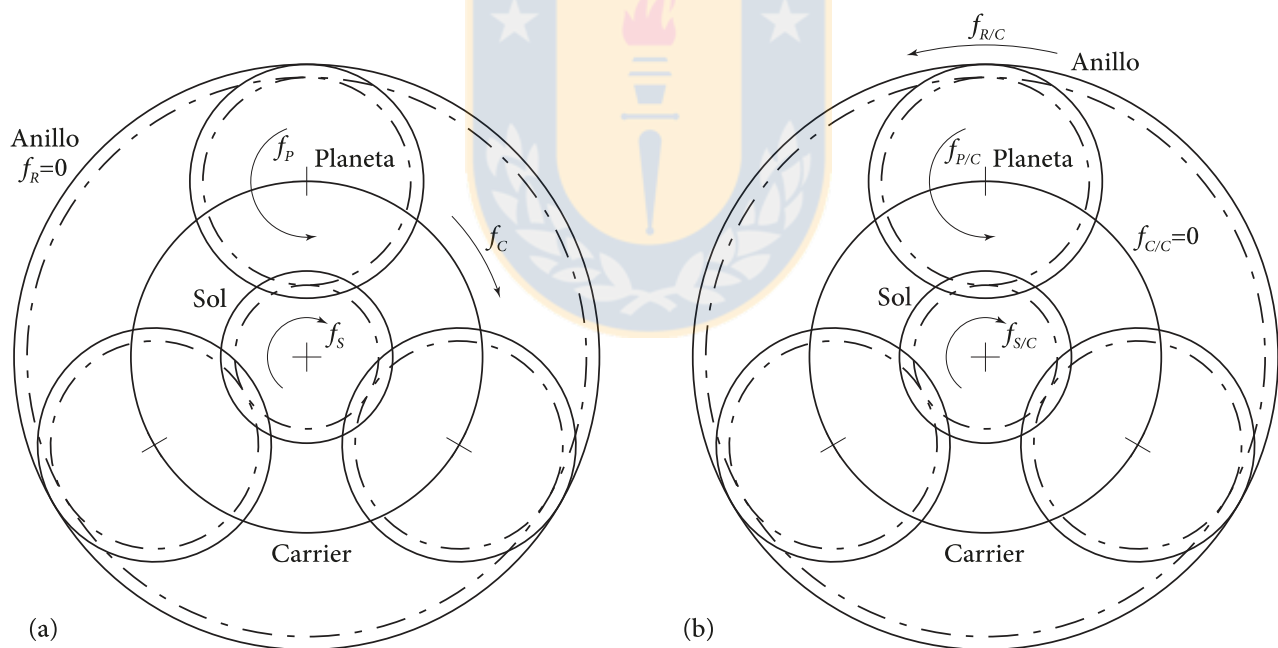 Anillo
f_R=0
f_P
Planeta
f_C
Sol
f_S
Carrier
(a)
f_R/C
Anillo
f_P/C
Planeta
f_C/C=0
Sol
f_S/C
Carrier
(b)